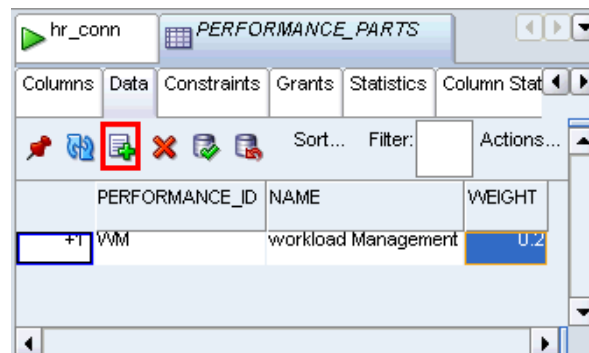 hr_conn PERFORMANCE_PARTS
Columns Data Constraints Grants Statistics Column Stat
Sort... Filter: Actions...
PERFORMANCE_ID NAME WEIGHT
+1 WM workload Management 0.2